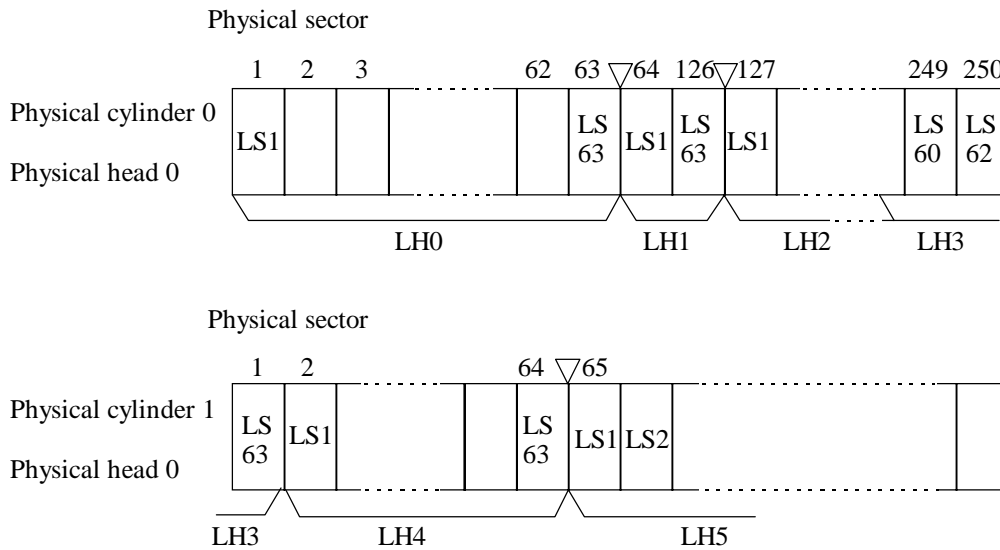 Physical sector
1 2 3 62 63 64 126 127 249 250
Physical cylinder 0
Physical head 0
LS1 LS 63 LS1 LS 63 LS1 LS 60 LS 62
LH0 LH1 LH2 LH3
Physical sector
1 2 64 65
Physical cylinder 1
Physical head 0
LS 63 LS1 LS 63 LS1 LS2
LH3 LH4 LH5